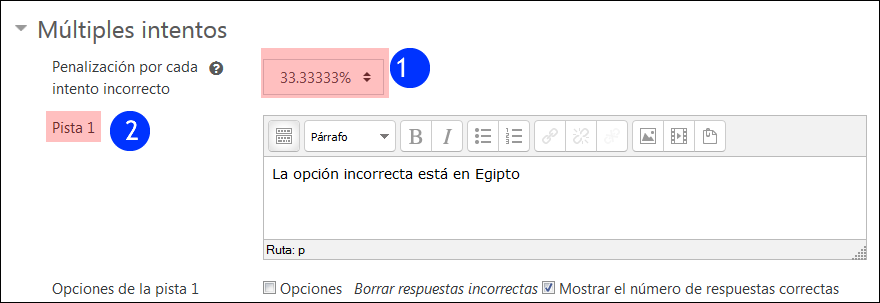 Múltiples intentos
Penalización por cada
intento incorrecto
33.33333%
1
Pista 1
2
Párrafo
B I
La opción incorrecta está en Egipto
Ruta: p
Opciones de la pista 1
Opciones Borrar respuestas incorrectas Mostrar el número de respuestas correctas